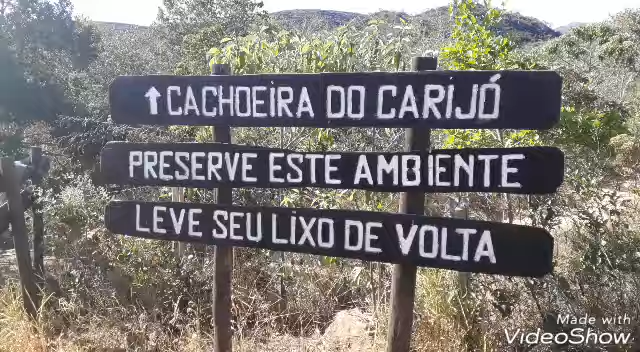 ↑CACHOEIRA DO CARIJÓ
PRESERVE ESTE AMBIENTE
LEVE SEU LIXO DE VOLTA
Made with
VideoShow